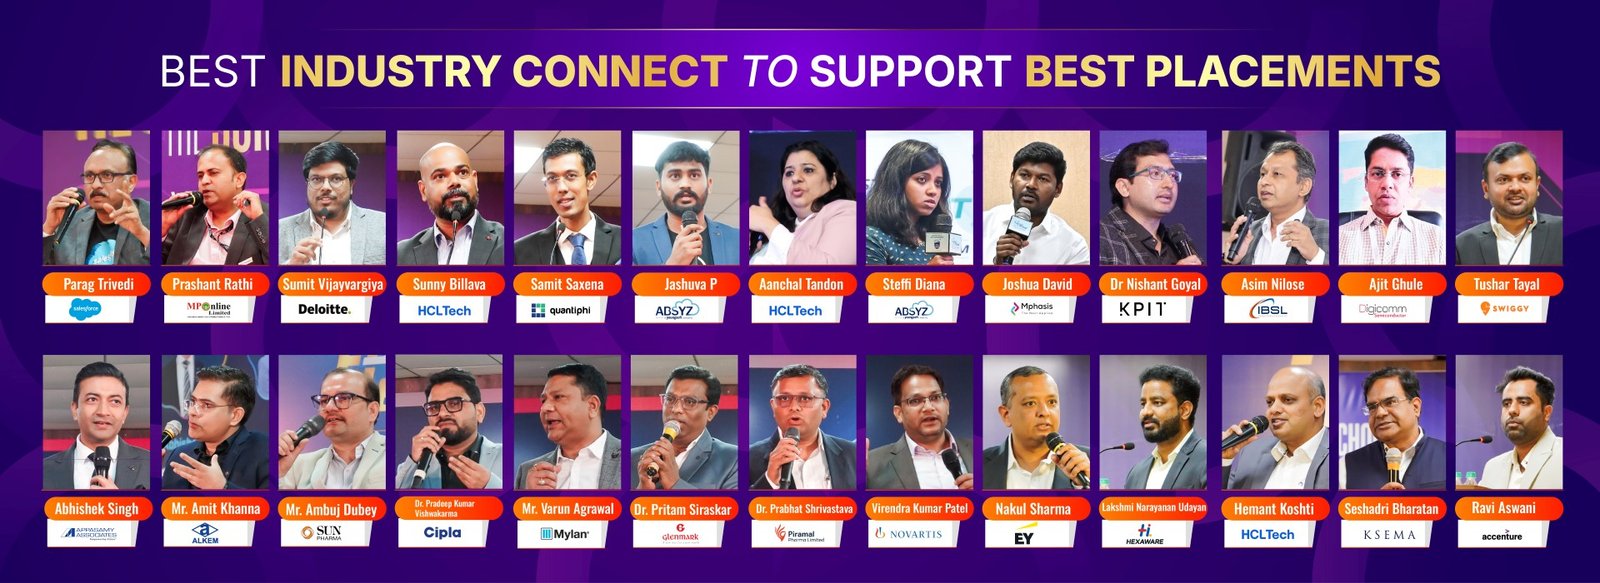 BEST INDUSTRY CONNECT TO SUPPORT BEST PLACEMENTS
Parag Trivedi
Prashant Rathi
Sumit Vijayvargiya
Sunny Billava
Samit Saxena
Jashuva P
Aanchal Tandon
Steffi Diana
Joshua David
Dr Nishant Goyal
Asim Nilose
Ajit Ghule
Tushar Tayal
salesforce
MPOnline
Limited
Deloitte.
HCLTech
quantiphi
ABSYZ
HCLTech
ABSYZ
Mphasis
KPIT
IBSL
Digicomm
Semiconductor
SWIGGY
Abhishek Singh
Mr. Amit Khanna
Mr. Ambuj Dubey
Dr. Pradeep Kumar
Vishwakarma
Mr. Varun Agrawal
Dr. Pritam Siraskar
Dr. Prabhat Shrivastava
Virendra Kumar Patel
Nakul Sharma
Lakshmi Narayanan Udayan
Hemant Koshti
Seshadri Bharatan
Ravi Aswani
APPASAMY
ASSOCIATES
ALKEM
SUN
PHARMA
Cipla
Mylan
G
glenmark
Piramal
Pharma Limited
NOVARTIS
EY
Hi
HEXAWARE
HCLTech
KSEMA
accenture